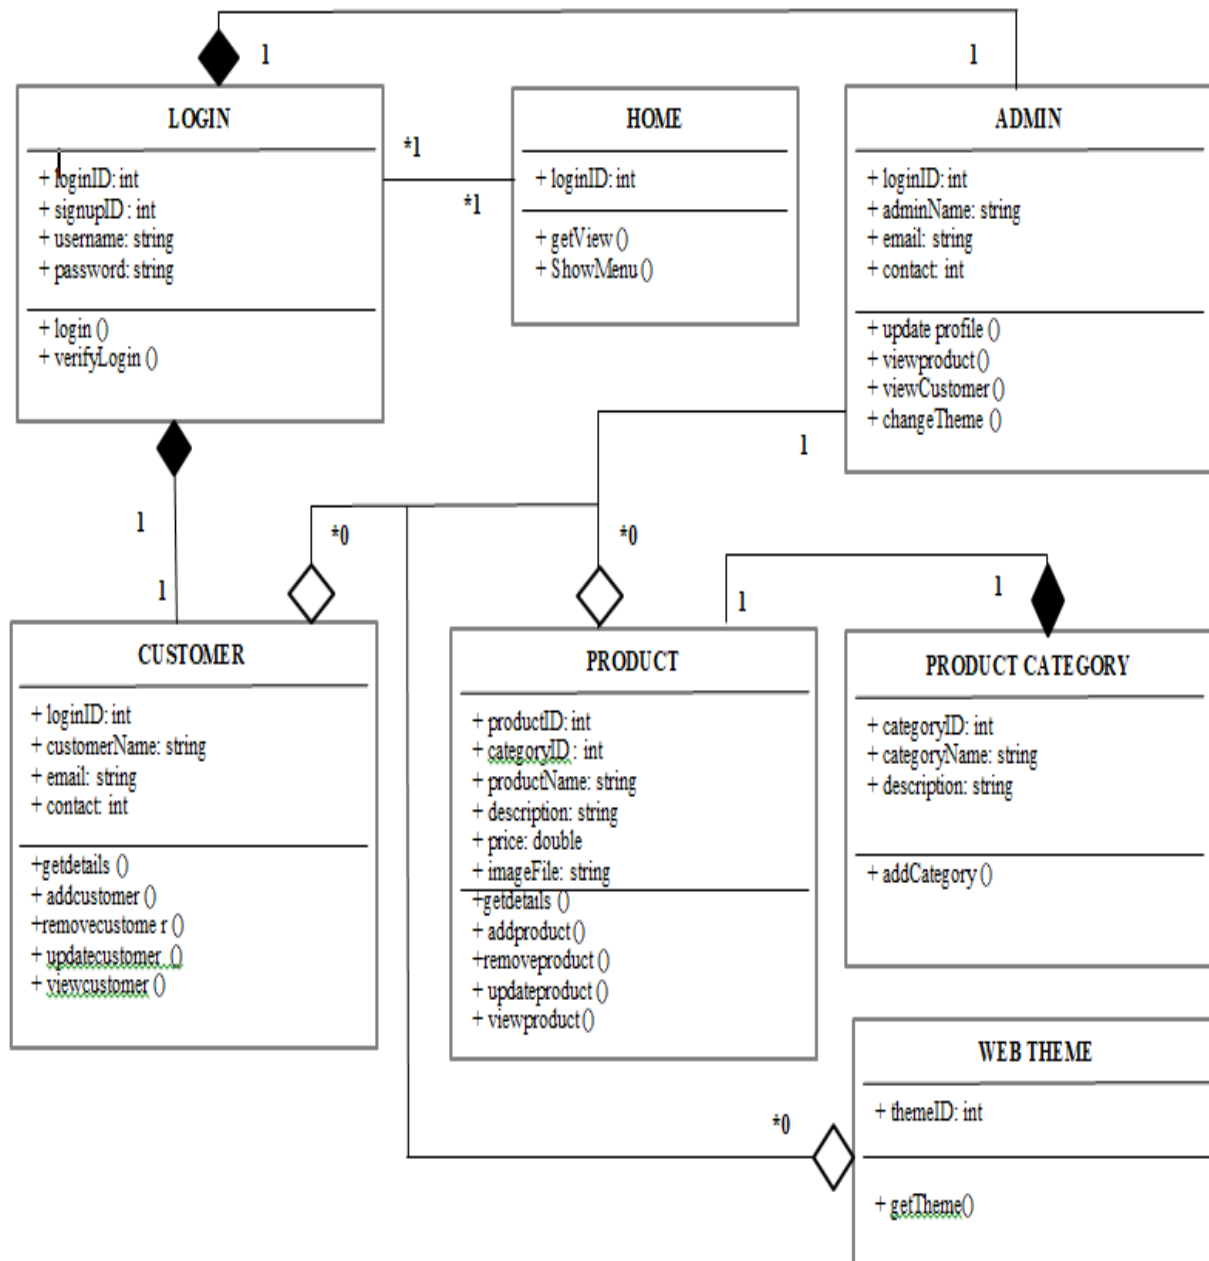 1
1
LOGIN
+ loginID: int
+ signupID : int
+ username: string
+ password: string
+ login ()
+ verifyLogin ()
*1
*1
HOME
+ loginID: int
+ getView ()
+ ShowMenu ()
ADMIN
+ loginID: int
+ adminName: string
+ email: string
+ contact: int
+ update profile ()
+ viewproduct()
+ viewCustomer ()
+ changeTheme ()
1
1
1
*0
*0
1
1
CUSTOMER
+ loginID: int
+ customerName: string
+ email: string
+ contact: int
+getdetails ()
+ addcustomer ()
+removecustome r ()
+ updatecustomer ()
+ viewcustomer ()
PRODUCT
+ productID: int
+ categoryID : int
+ productName: string
+ description: string
+ price: double
+ imageFile: string
+getdetails ()
+ addproduct ()
+removeproduct ()
+ updateproduct ()
+ viewproduct ()
PRODUCT CATEGORY
+ categoryID: int
+ categoryName: string
+ description: string
+ addCategory ()
*0
WEB THEME
+ themeID: int
+ getTheme()